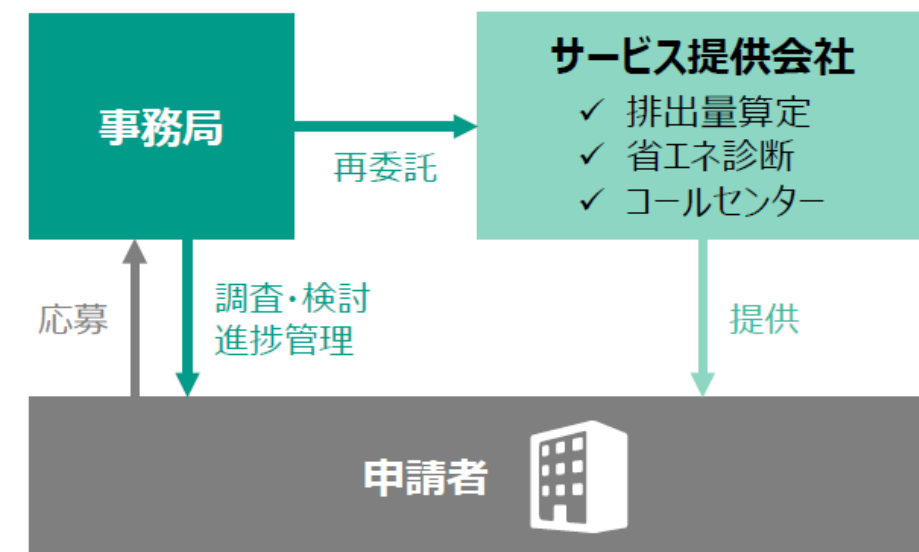 事務局
再委託
サービス提供会社
✓ 排出量算定
✓ 省エネ診断
✓ コールセンター
応募
調査・検討
進捗管理
提供
申請者